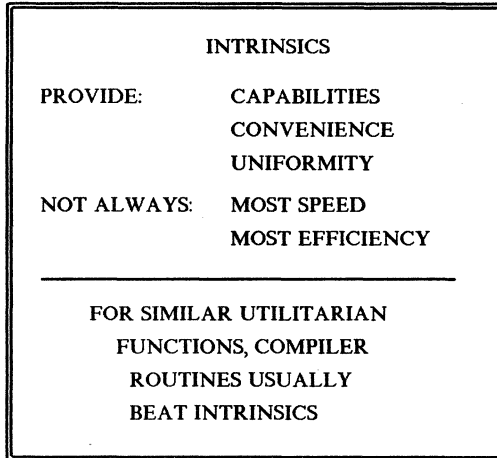 INTRINSICS
PROVIDE: CAPABILITIES
CONVENIENCE
UNIFORMITY
NOT ALWAYS: MOST SPEED
MOST EFFICIENCY
FOR SIMILAR UTILITARIAN
FUNCTIONS, COMPILER
ROUTINES USUALLY
BEAT INTRINSICS